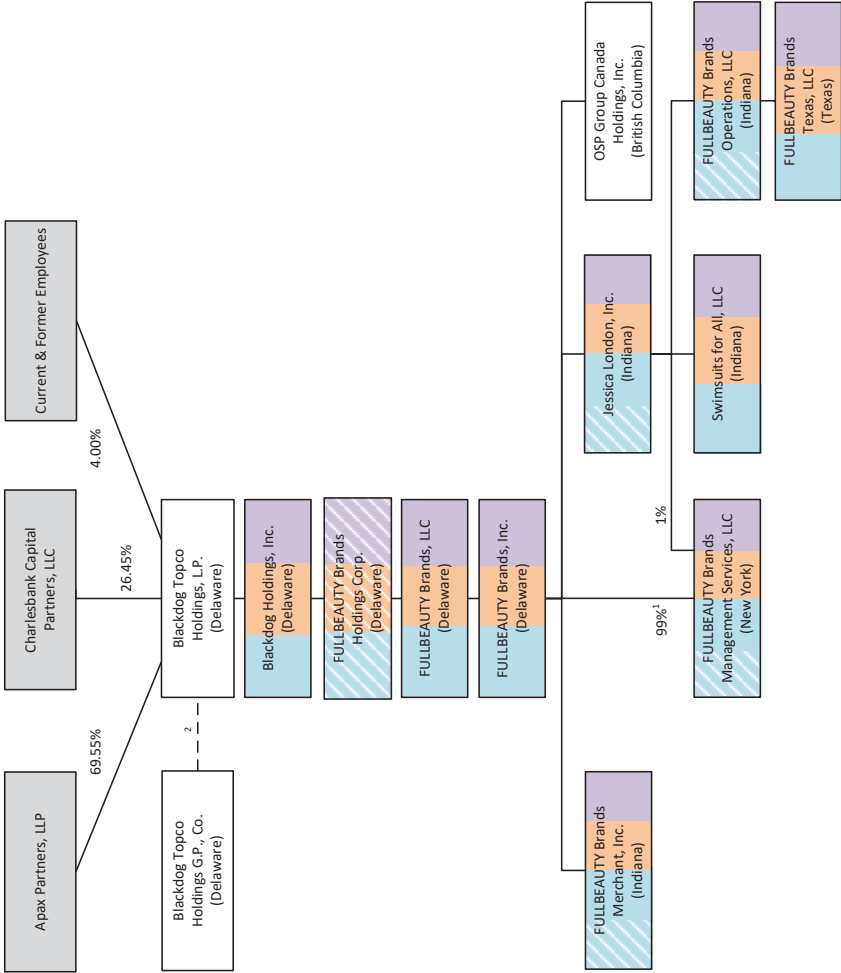 Apax Partners, LLP
Charlesbank Capital
Partners, LLC
Current & Former Employees
69.55%
26.45%
4.00%
Blackdog Topco
Holdings G.P., Co.
(Delaware)
2
Blackdog Topco
Holdings, L.P.
(Delaware)
Blackdog Holdings, Inc.
(Delaware)
FULLBEAUTY Brands
Holdings Corp.
(Delaware)
FULLBEAUTY Brands, LLC
(Delaware)
FULLBEAUTY Brands, Inc.
(Delaware)
FULLBEAUTY Brands
Merchant, Inc.
(Indiana)
Jessica London, Inc.
(Indiana)
OSP Group Canada
Holdings, Inc.
(British Columbia)
99%¹
1%
FULLBEAUTY Brands
Management Services, LLC
(New York)
Swimsuits for All, LLC
(Indiana)
FULLBEAUTY Brands
Operations, LLC
(Indiana)
FULLBEAUTY Brands
Texas, LLC
(Texas)